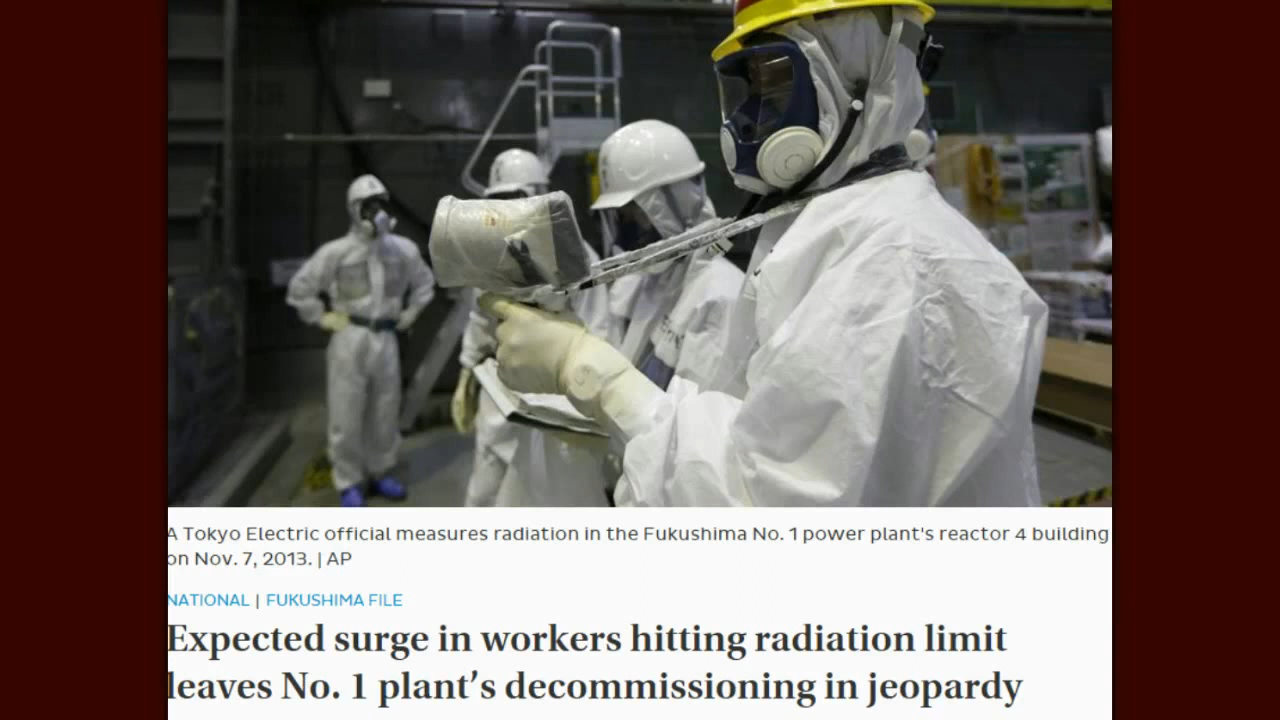 A Tokyo Electric official measures radiation in the Fukushima No. 1 power plant's reactor 4 building
on Nov. 7, 2013. | AP
NATIONAL | FUKUSHIMA FILE
Expected surge in workers hitting radiation limit
leaves No. 1 plant’s decommissioning in jeopardy